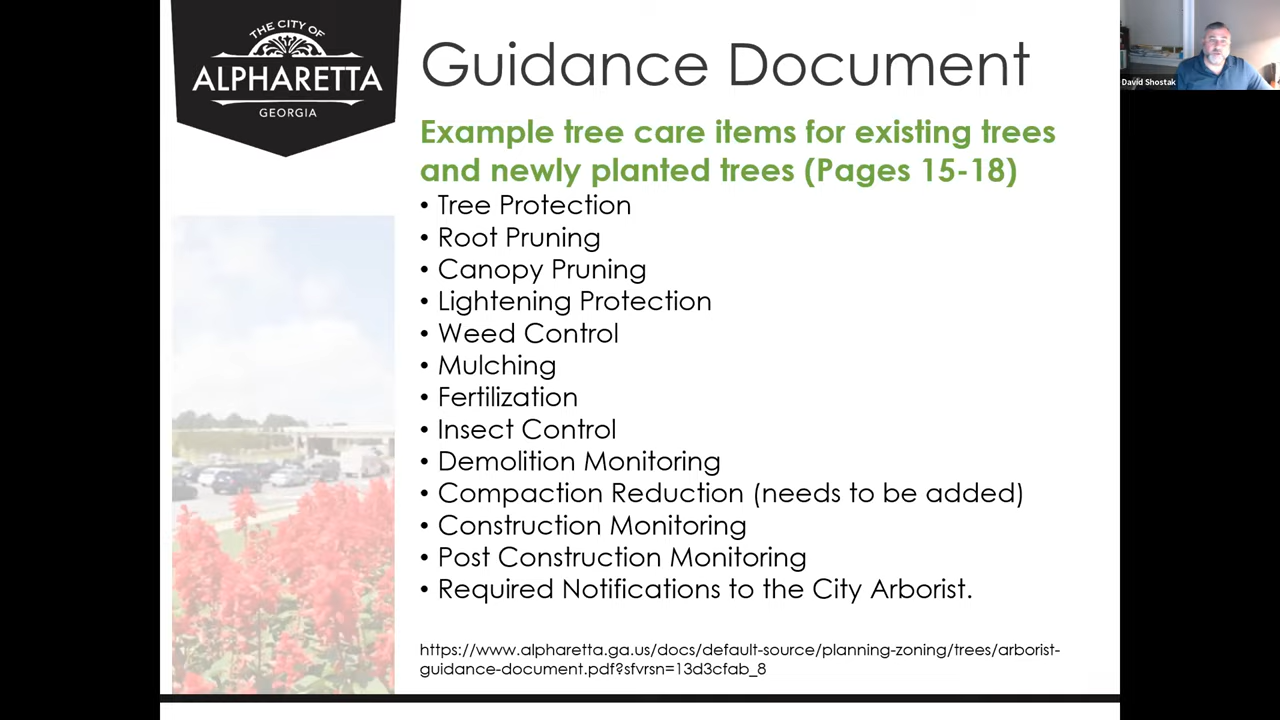 THE CITY OF
ALPHARETTA
GEORGIA
Guidance Document
David Shostak
Example tree care items for existing trees
and newly planted trees (Pages 15-18)
• Tree Protection
• Root Pruning
• Canopy Pruning
• Lightening Protection
• Weed Control
• Mulching
• Fertilization
• Insect Control
• Demolition Monitoring
• Compaction Reduction (needs to be added)
• Construction Monitoring
• Post Construction Monitoring
• Required Notifications to the City Arborist.
https://www.alpharetta.ga.us/docs/default-source/planning-zoning/trees/arborist-
guidance-document.pdf?sfvrsn=13d3cfab_8